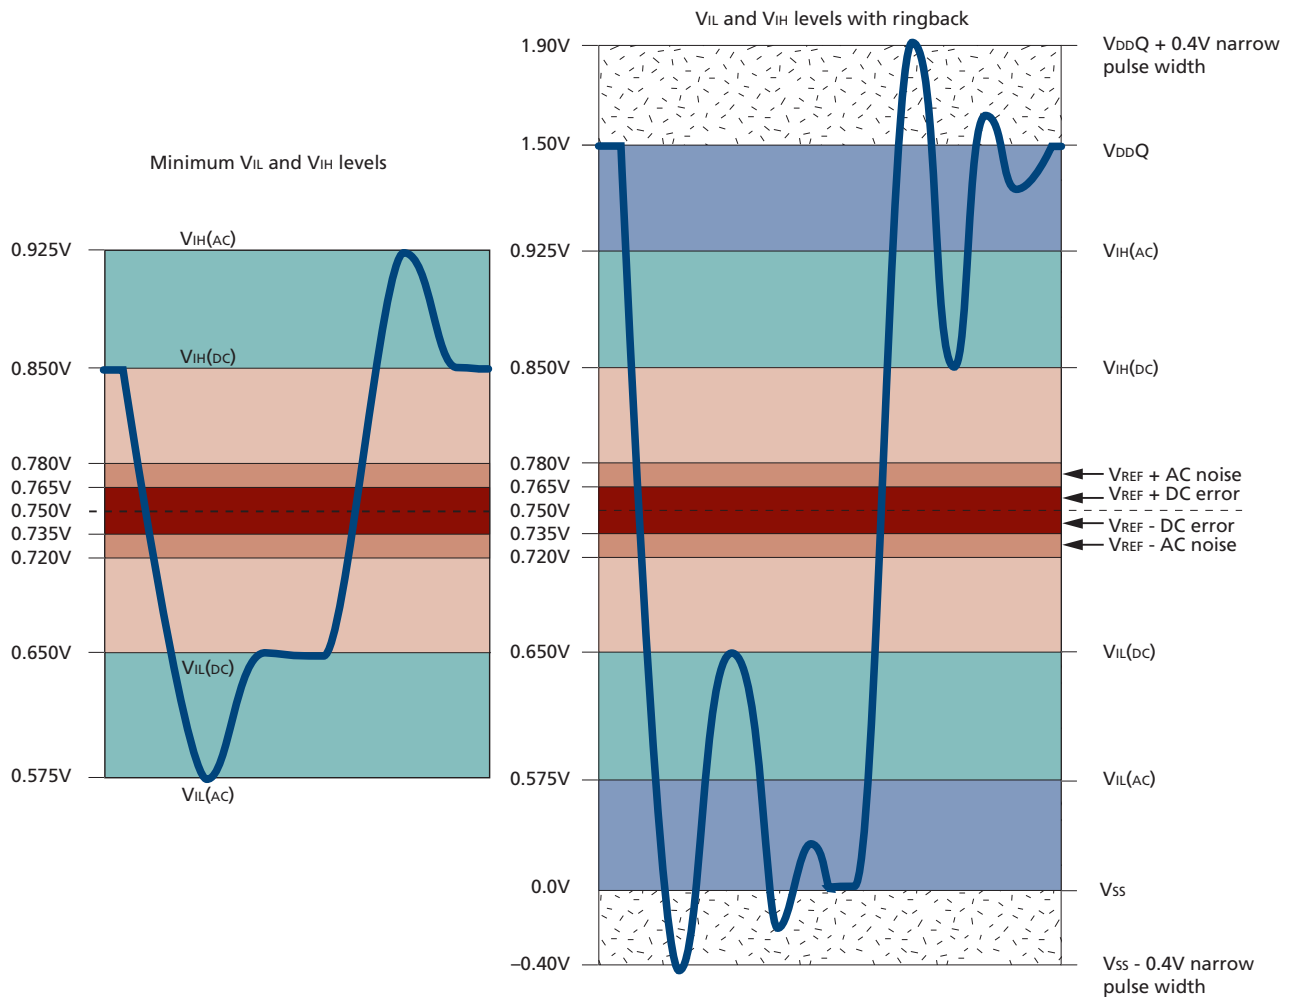 VIL and VIH levels with ringback
Minimum VIL and VIH levels
0.925V
0.850V
0.780V
0.765V
0.750V
0.735V
0.720V
0.650V
0.575V
VIH(AC)
VIH(DC)
VIL(DC)
VIL(AC)
1.90V
1.50V
0.925V
0.850V
0.780V
0.765V
0.750V
0.735V
0.720V
0.650V
0.575V
0.0V
−0.40V
VDDQ + 0.4V narrow
pulse width
VDDQ
VIH(AC)
VIH(DC)
VREF + AC noise
VREF + DC error
VREF - DC error
VREF - AC noise
VIL(DC)
VIL(AC)
VSS
VSS - 0.4V narrow
pulse width